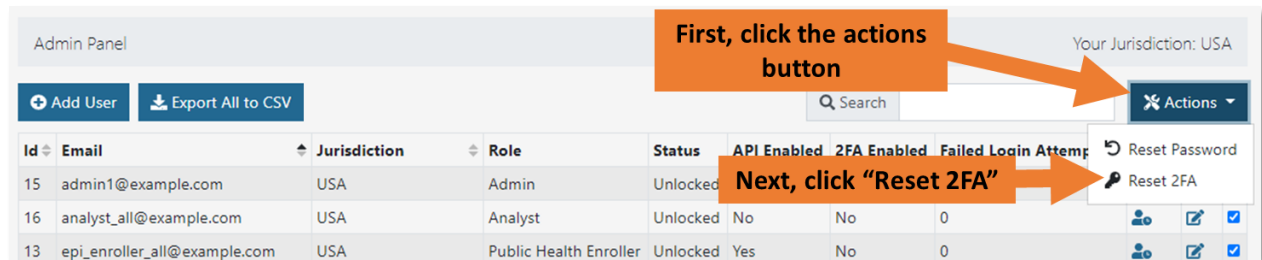 First, click the actions
button
Admin Panel
Your Jurisdiction: USA
Add User
Export All to CSV
Search
Actions
Reset Password
Reset 2FA
Id Email Jurisdiction Role Status API Enabled 2FA Enabled Failed Login
15 admin1@example.com USA Admin Unlocked
Next, click “Reset 2FA”
16 analyst_all@example.com USA Analyst Unlocked No No 0
13 epi_enroller_all@example.com USA Public Health Enroller Unlocked Yes No 0